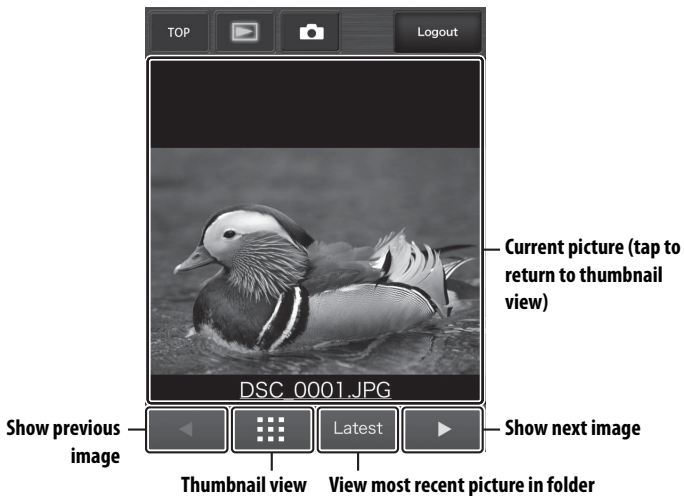 TOP
Logout
Current picture (tap to
return to thumbnail
view)
DSC_0001.JPG
Show previous
image
Latest
Show next image
Thumbnail view
View most recent picture in folder